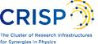 CRISP
The Cluster of Research Infrastructures
for Synergies in Physics